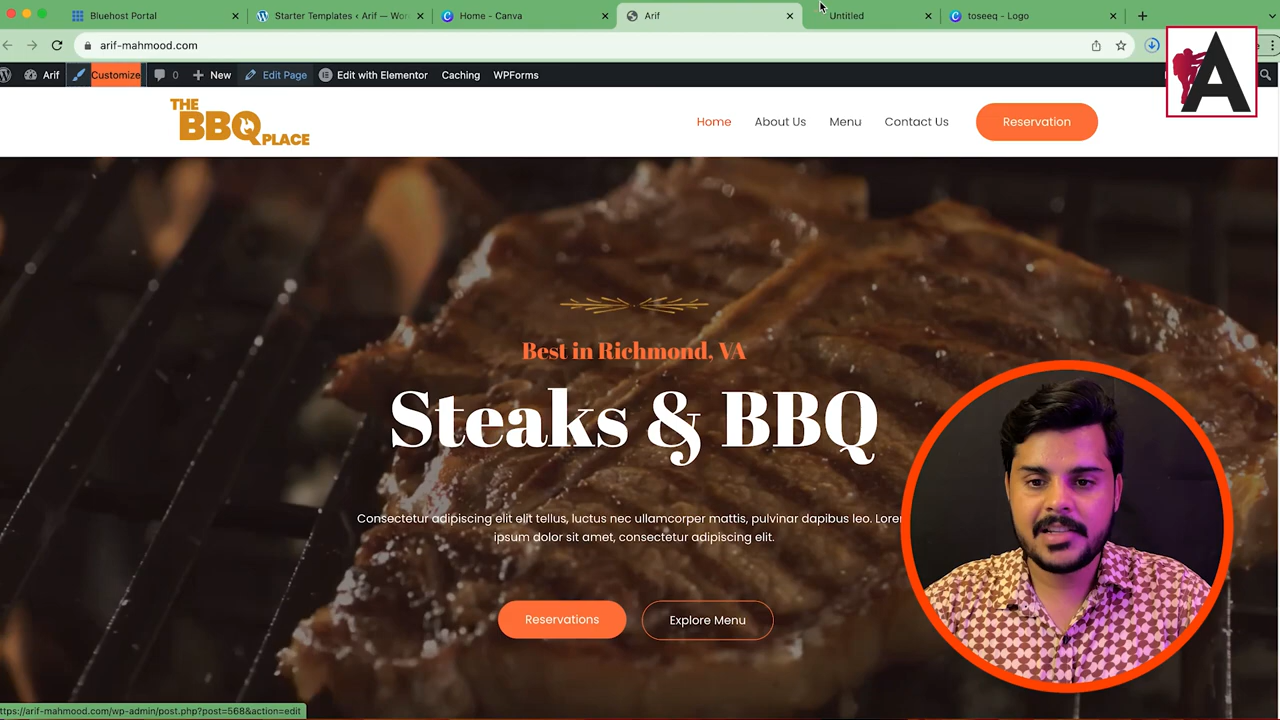 Bluehost Portal
Starter Templates ‹ Arif — Wor
Home - Canva
Arif
Untitled
toseeq - Logo
arif-mahmood.com
Arif
Customize
0
New
Edit Page
Edit with Elementor
Caching
WPForms
A
THE
BBQ
PLACE
Home
About Us
Menu
Contact Us
Reservation
Best in Richmond, VA
Steaks & BBQ
Consectetur adipiscing elit elit tellus, luctus nec ullamcorper mattis, pulvinar dapibus leo. Lorem
ipsum dolor sit amet, consectetur adipiscing elit.
Reservations
Explore Menu
https://arif-mahmood.com/wp-admin/post.php?post=568&action=edit